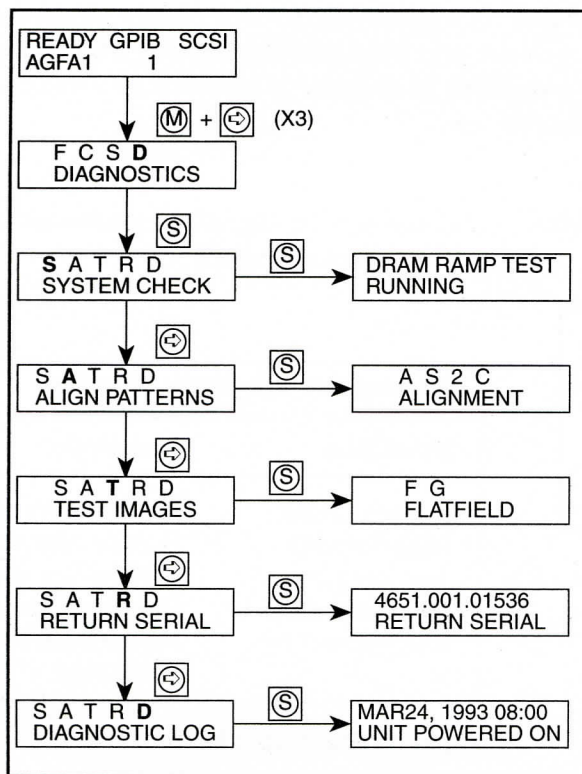 READY GPIB SCSI
AGFA1 1
M + (X3)
F C S D
DIAGNOSTICS
S
S A T R D
SYSTEM CHECK
S
DRAM RAMP TEST
RUNNING
S A T R D
ALIGN PATTERNS
S
A S 2 C
ALIGNMENT
S A T R D
TEST IMAGES
S
F G
FLATFIELD
S A T R D
RETURN SERIAL
S
4651.001.01536
RETURN SERIAL
S A T R D
DIAGNOSTIC LOG
S
MAR24, 1993 08:00
UNIT POWERED ON